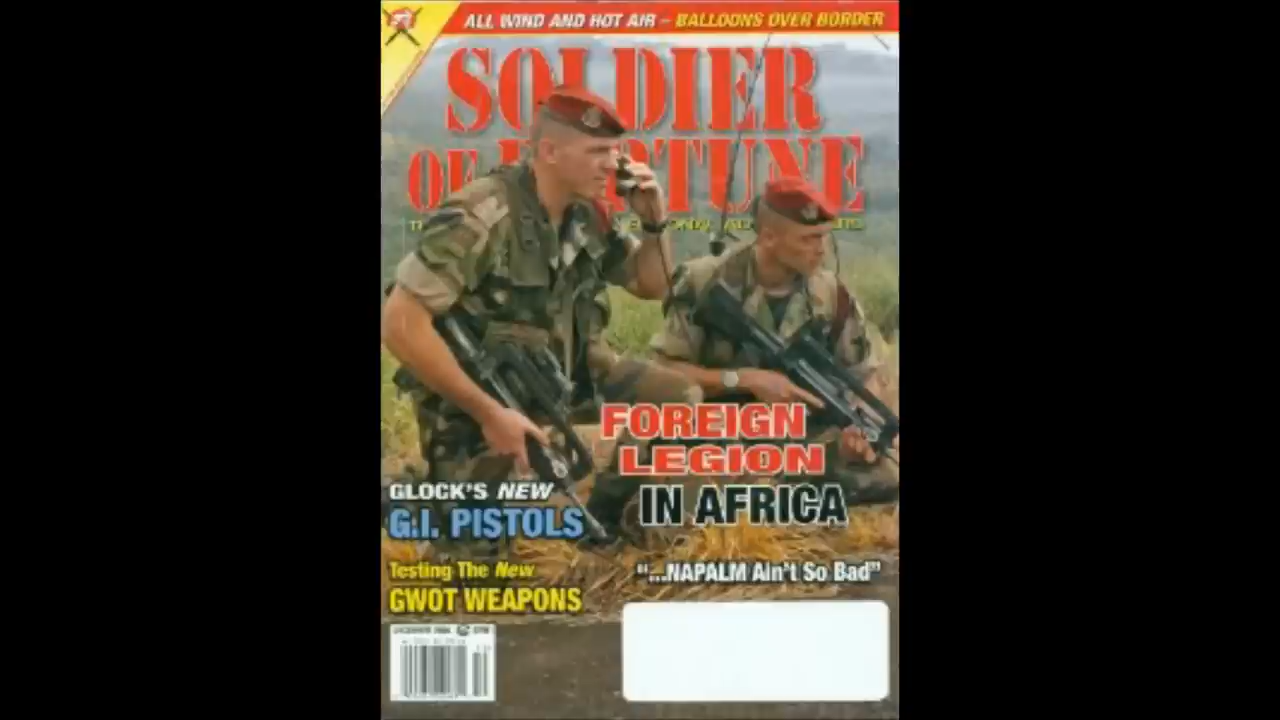 ALL WIND AND HOT AIR – BALLOONS OVER BORDER
SOLDIER
OF FORTUNE
FOREIGN
LEGION
IN AFRICA
GLOCK'S NEW
G.I. PISTOLS
Testing The New
GWOT WEAPONS
"...NAPALM Ain't So Bad"